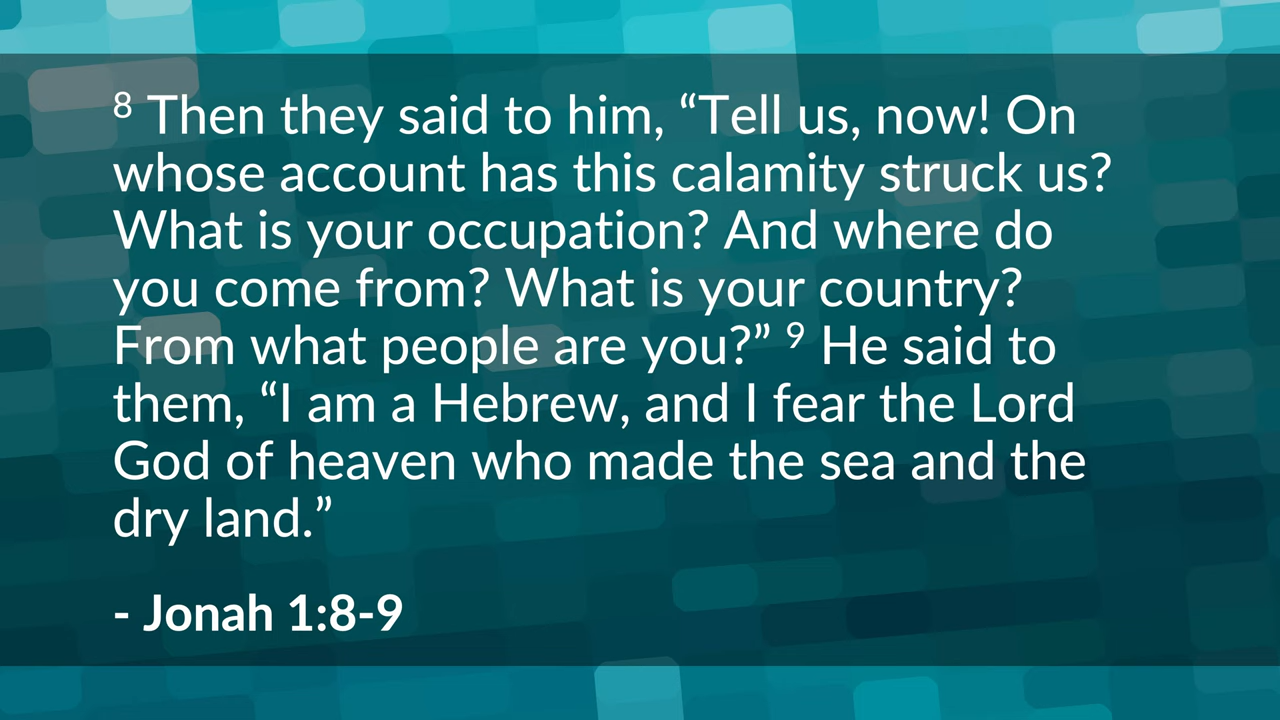 8 Then they said to him, “Tell us, now! On
whose account has this calamity struck us?
What is your occupation? And where do
you come from? What is your country?
From what people are you?” 9 He said to
them, “I am a Hebrew, and I fear the Lord
God of heaven who made the sea and the
dry land.”
- Jonah 1:8-9